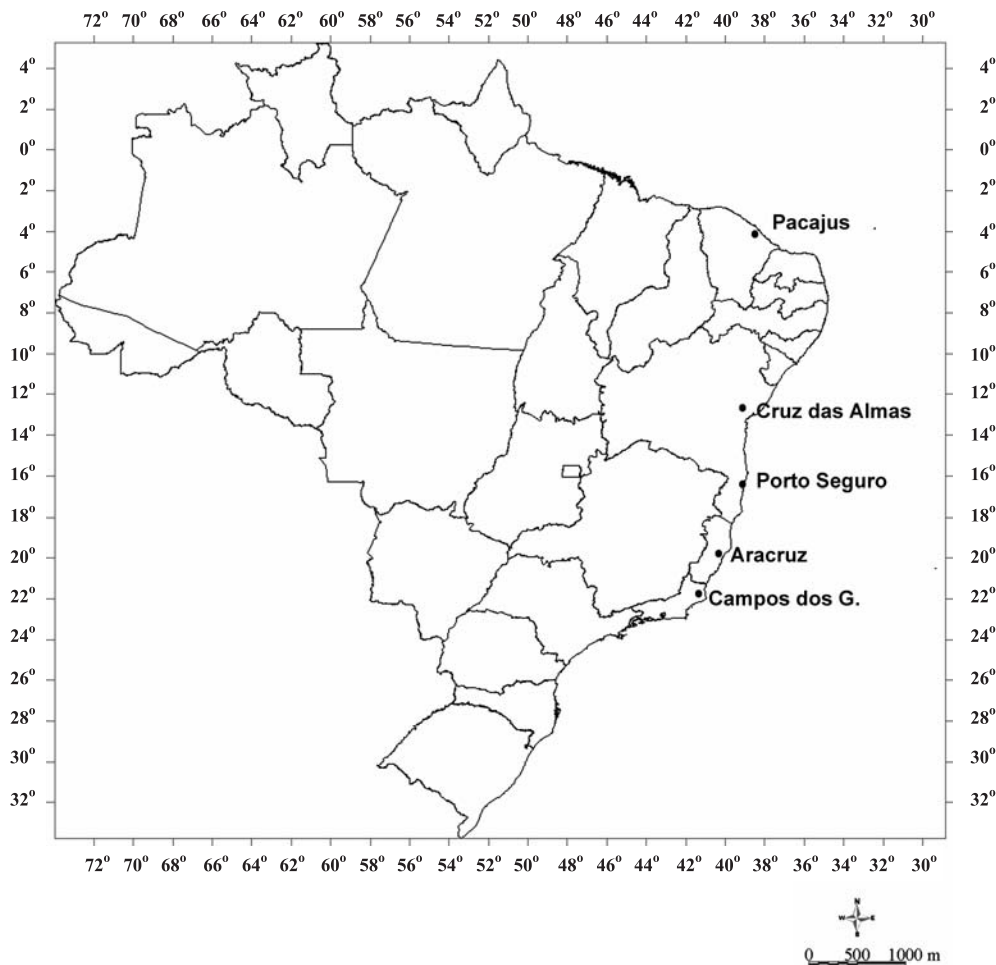 72° 70° 68° 66° 64° 62° 60° 58° 56° 54° 52° 50° 48° 46° 44° 42° 40° 38° 36° 34° 32° 30°
4° 4°
2° 2°
0° 0°
2° 2°
Pacajus
4° 4°
6° 6°
8° 8°
10° 10°
12° 12°
Cruz das Almas
14° 14°
16° 16°
Porto Seguro
18° 18°
20° Aracruz 20°
22° Campos dos G. 22°
24° 24°
26° 26°
28° 28°
30° 30°
32° 32°
72° 70° 68° 66° 64° 62° 60° 58° 56° 54° 52° 50° 48° 46° 44° 42° 40° 38° 36° 34° 32° 30°
N
W E
0 500 1000 m